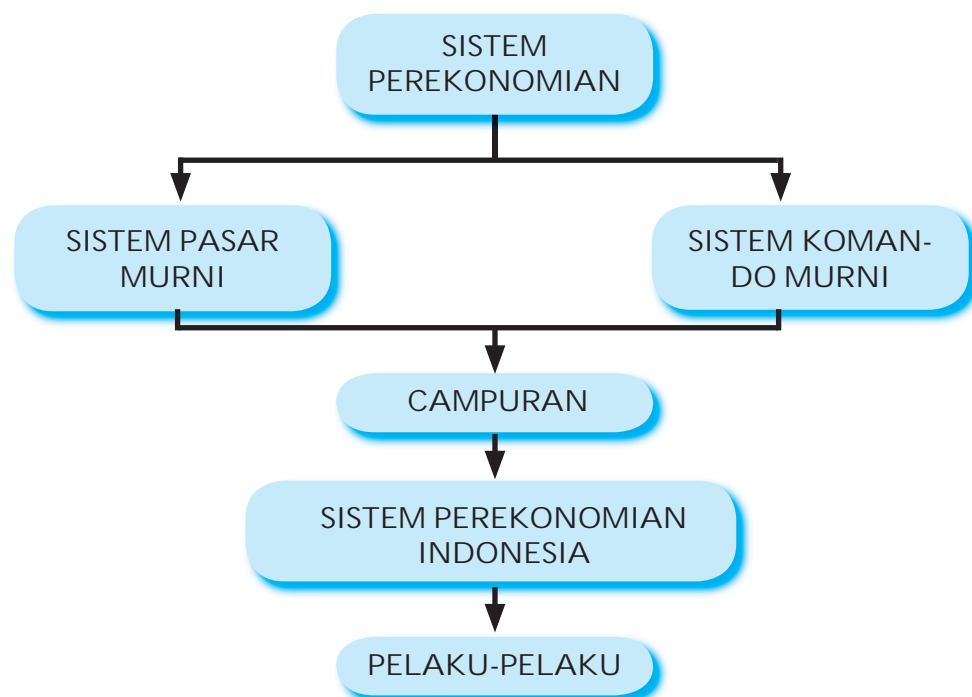 SISTEM
PEREKONOMIAN
SISTEM PASAR
MURNI
SISTEM KOMAN-
DO MURNI
CAMPURAN
SISTEM PEREKONOMIAN
INDONESIA
PELAKU-PELAKU